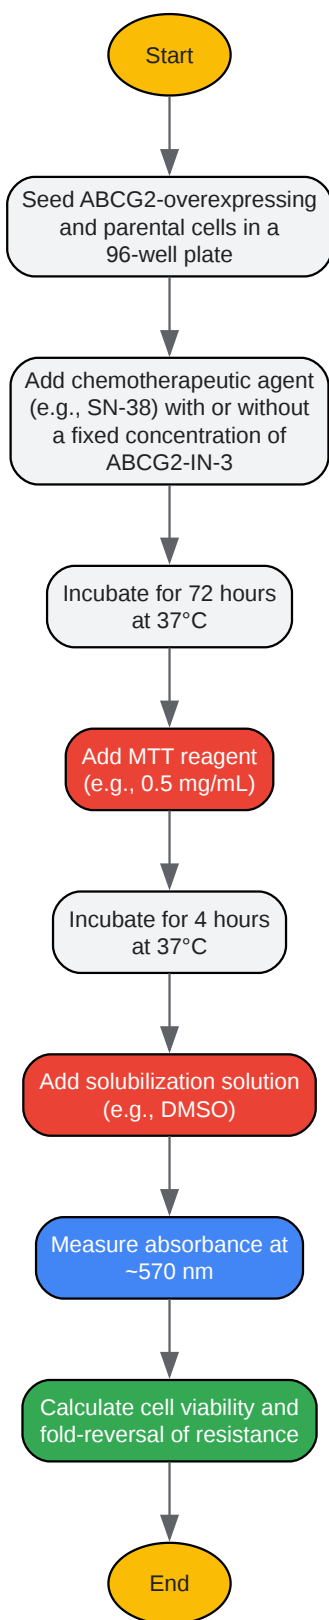 Start
Seed ABCG2-overexpressing
and parental cells in a
96-well plate
Add chemotherapeutic agent
(e.g., SN-38) with or without
a fixed concentration of
ABCG2-IN-3
Incubate for 72 hours
at 37°C
Add MTT reagent
(e.g., 0.5 mg/mL)
Incubate for 4 hours
at 37°C
Add solubilization solution
(e.g., DMSO)
Measure absorbance at
~570 nm
Calculate cell viability and
fold-reversal of resistance
End